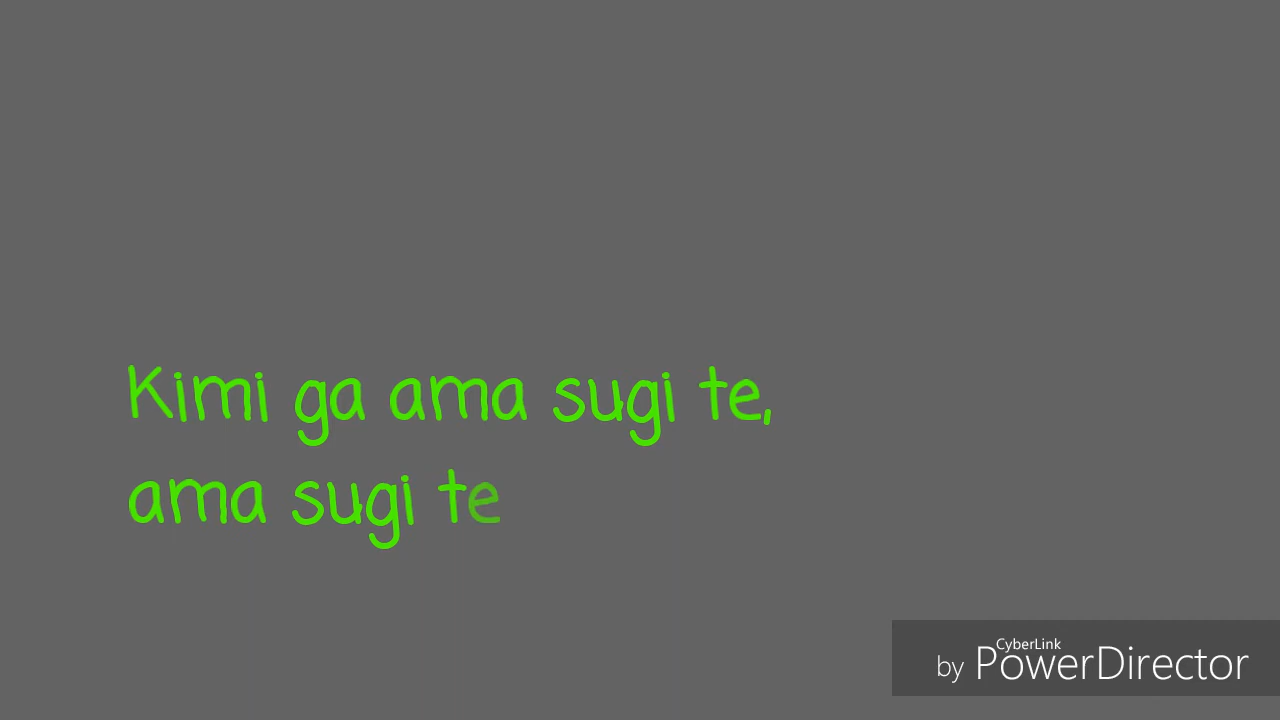 Kimi ga ama sugi te,
ama sugi te
CyberLink
by PowerDirector